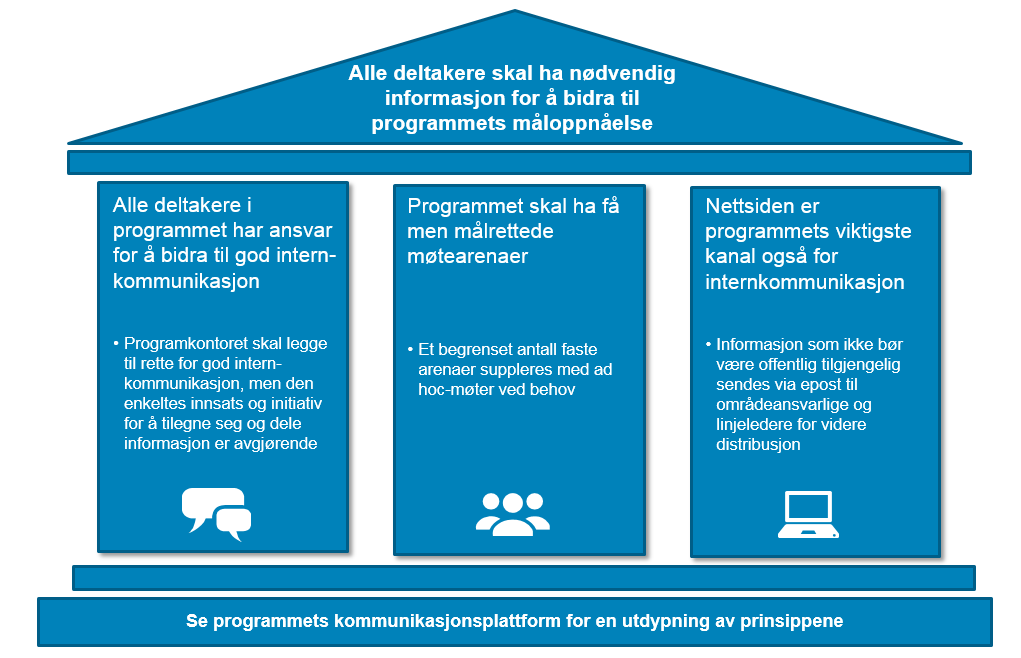 Alle deltakere skal ha nødvendig
informasjon for å bidra til
programmets måloppnåelse
Alle deltakere i
programmet har ansvar
for å bidra til god intern-
kommunikasjon
• Programkontoret skal legge
til rette for god intern-
kommunikasjon, men den
enkeltes innsats og initiativ
for å tilegne seg og dele
informasjon er avgjørende
Programmet skal ha få
men målrettede
møtearenaer
• Et begrenset antall faste
arenaer suppleres med ad
hoc-møter ved behov
Nettsiden er
programmets viktigste
kanal også for
internkommunikasjon
• Informasjon som ikke bør
være offentlig tilgjengelig
sendes via epost til
områdeansvarlige og
linjeledere for videre
distribusjon
Se programmets kommunikasjonsplattform for en utdypning av prinsippene